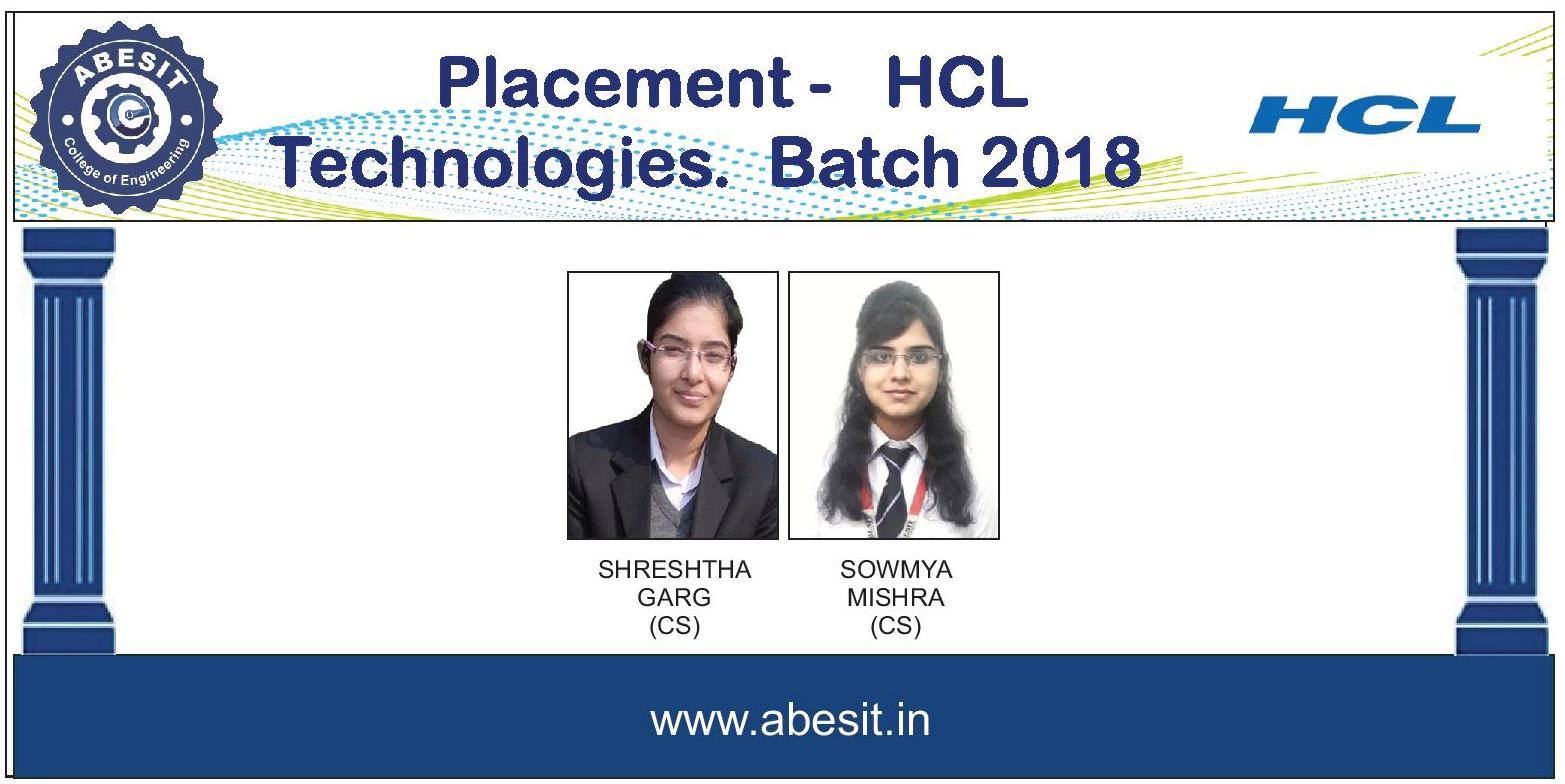 ABESIT
College of Engineering
Placement - HCL
Technologies. Batch 2018
HCL
SHRESHTHA
GARG
(CS)
SOWMYA
MISHRA
(CS)
www.abesit.in